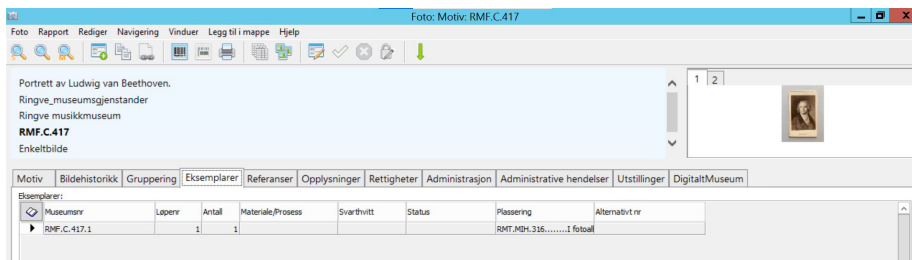 Foto: Motiv: RMF.C.417
Foto Rapport Rediger Navigering Vinduer Legg til i mappe Hjelp
Portrett av Ludwig van Beethoven.
Ringve_museumsgjenstander
Ringve musikkmuseum
RMF.C.417
Enkeltbilde
1 2
Motiv Bildehistorikk Gruppering Eksemplarer Referanser Opplysninger Rettigheter Administrasjon Administrative hendelser Utstillinger DigitaltMuseum
Eksemplarer:
Museumsnr Løpenr Antall Materiale/Prosess Svarthvitt Status Plassering Alternativt nr
RMF.C.417.1 1 1 RMT.MIH.316........I fotoall